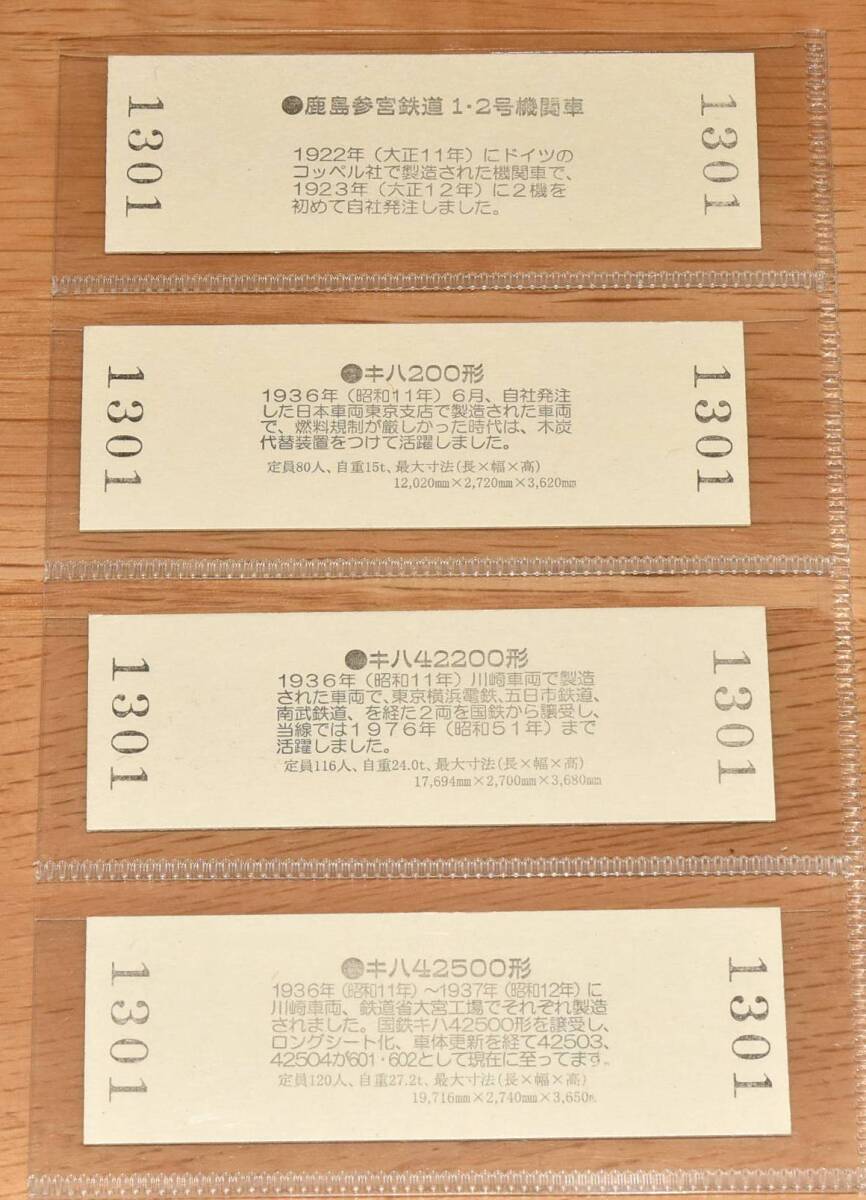 1301
●鹿島参宮鉄道 1・2号機関車
1922年（大正11年）にドイツの
コッペル社で製造された機関車で、
1923年（大正12年）に2機を
初めて自社発注しました。
1301
1301
●キハ200形
1936年（昭和11年）6月、自社発注
した日本車両東京支店で製造された車両
で、燃料規制が厳しかった時代は、木炭
代替装置をつけて活躍しました。
定員80人、自重15t、最大寸法（長×幅×高）
12,020mm×2,720mm×3,620mm
1301
1301
●キハ42200形
1936年（昭和11年）川崎車両で製造
された車両で、東京横浜電鉄、五日市鉄道、
南武鉄道、を経た2両を国鉄から譲受し、
当線では1976年（昭和51年）まで
活躍しました。
定員116人、自重24.0t、最大寸法（長×幅×高）
17,694mm×2,700mm×3,680mm
1301
1301
●キハ42500形
1936年（昭和11年）～1937年（昭和12年）に
川崎車両、鉄道省大宮工場でそれぞれ製造
されました。国鉄キハ42500形を譲受し、
ロングシート化、車体更新を経て42503、
42504が601・602として現在に至ってます。
定員120人、自重27.2t、最大寸法（長×幅×高）
19,716mm×2,740mm×3,650
1301